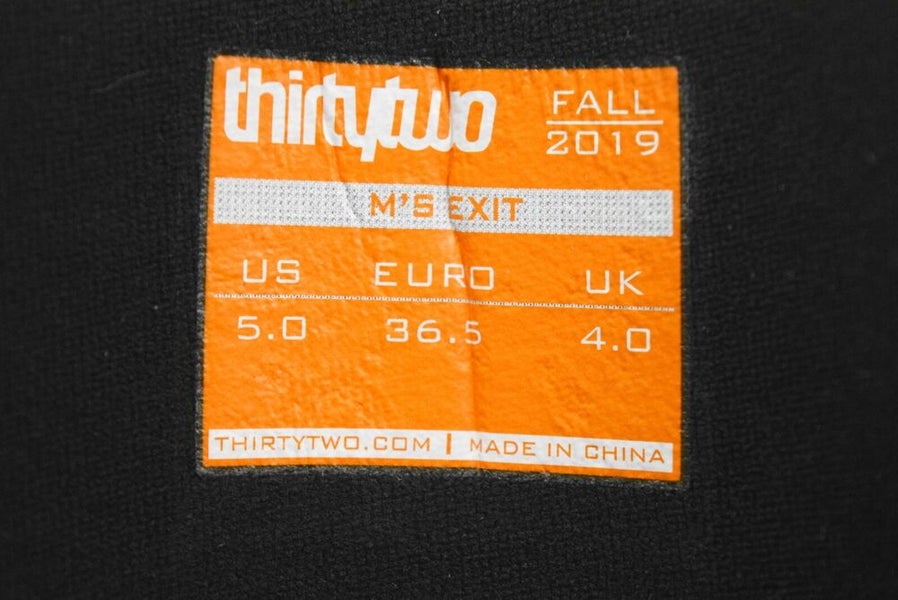 thirtytwo
FALL
2019
M'S EXIT
US EURO UK
5.0 36.5 4.0
THIRTYTWO.COM | MADE IN CHINA